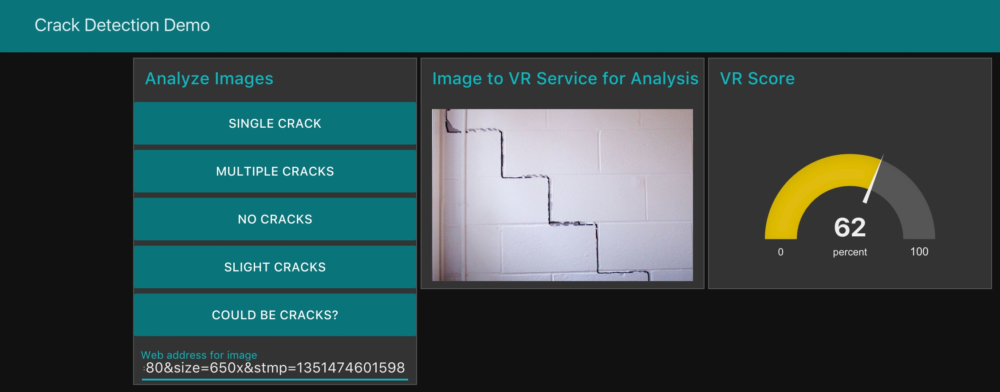 Crack Detection Demo
Analyze Images
SINGLE CRACK
MULTIPLE CRACKS
NO CRACKS
SLIGHT CRACKS
COULD BE CRACKS?
Web address for image
=80&size=650x&stmp=1351474601598
Image to VR Service for Analysis
VR Score
62
percent
0
100